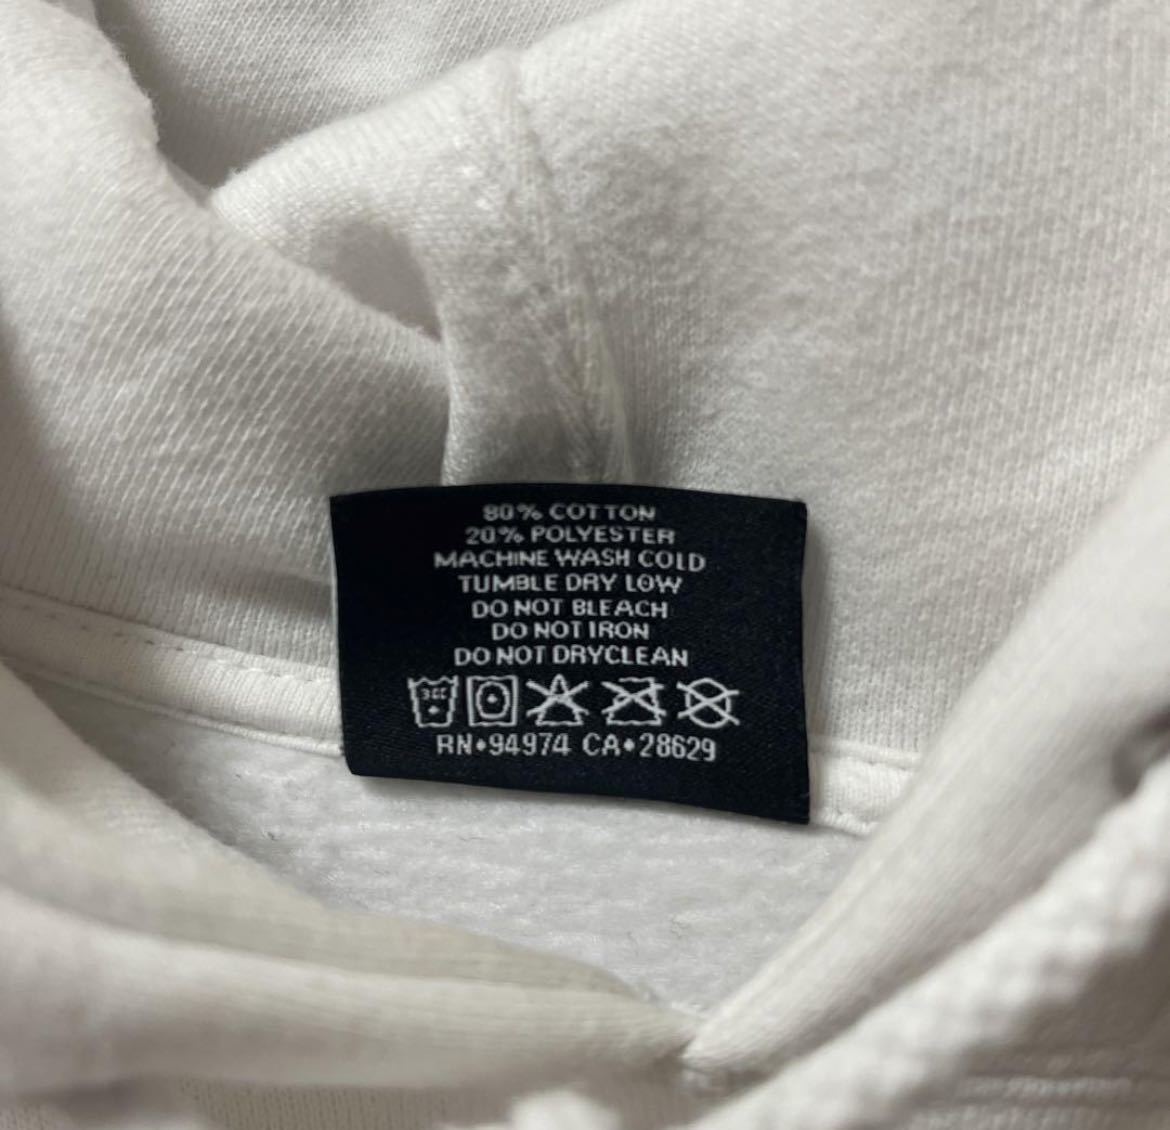 80% COTTON
20% POLYESTER
MACHINE WASH COLD
TUMBLE DRY LOW
DO NOT BLEACH
DO NOT IRON
DO NOT DRYCLEAN
RN•94974 CA•28629